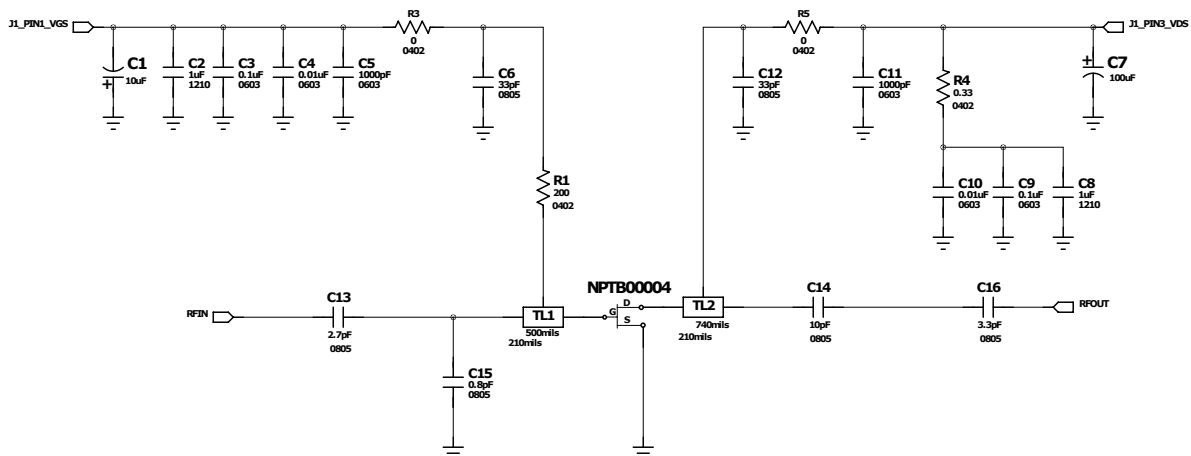 J1_PIN1_VGS
R3
0
0402
R5
0
0402
J1_PIN3_VDS
C1
10uF
C2
1uF
1210
C3
0.1uF
0603
C4
0.01uF
0603
C5
1000pF
0603
C6
33pF
0805
C12
33pF
0805
C11
1000pF
0603
R4
0.33
0402
C7
100uF
R1
200
0402
C10
0.01uF
0603
C9
0.1uF
0603
C8
1uF
1210
RFIN
C13
2.7pF
0805
TL1
500mils
210mils
NPTB00004
G
D
S
TL2
740mils
210mils
C14
10pF
0805
C16
3.3pF
0805
RFOUT
C15
0.8pF
0805